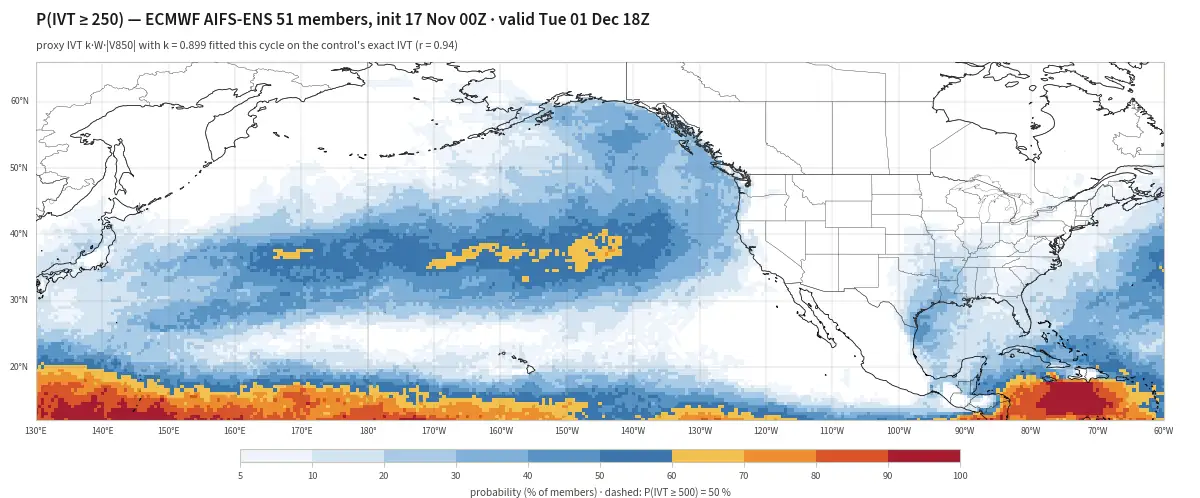 P(IVT ≥ 250) — ECMWF AIFS-ENS 51 members, init 17 Nov 00Z · valid Tue 01 Dec 18Z
proxy IVT k·W·|V850| with k = 0.899 fitted this cycle on the control's exact IVT (r = 0.94)
60°N
50°N
40°N
30°N
20°N
130°E 140°E 150°E 160°E 170°E 180° 170°W 160°W 150°W 140°W 130°W 120°W 110°W 100°W 90°W 80°W 70°W 60°W
5 10 20 30 40 50 60 70 80 90 100
probability (% of members) · dashed: P(IVT ≥ 500) = 50 %